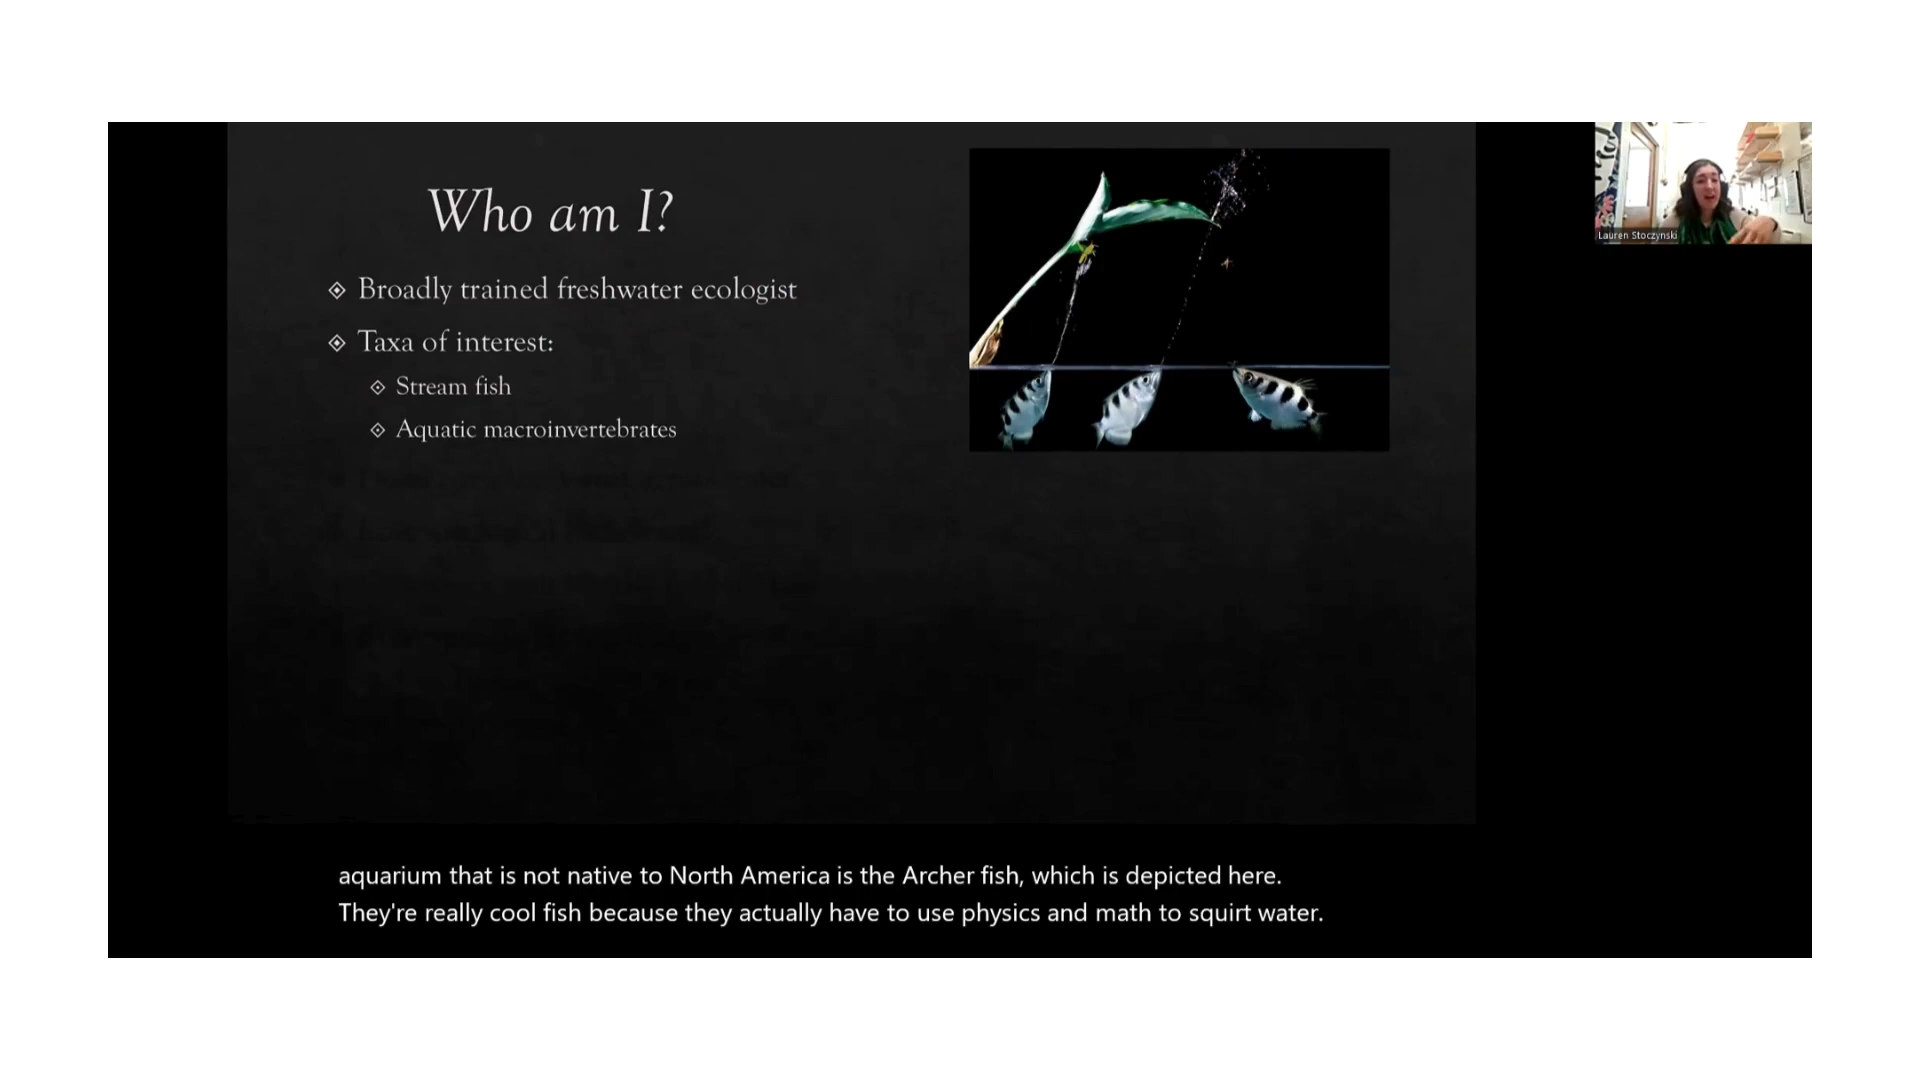 Who am I?
Broadly trained freshwater ecologist
Taxa of interest:
Stream fish
Aquatic macroinvertebrates
Lauren Stoczynski
aquarium that is not native to North America is the Archer fish, which is depicted here.
They're really cool fish because they actually have to use physics and math to squirt water.